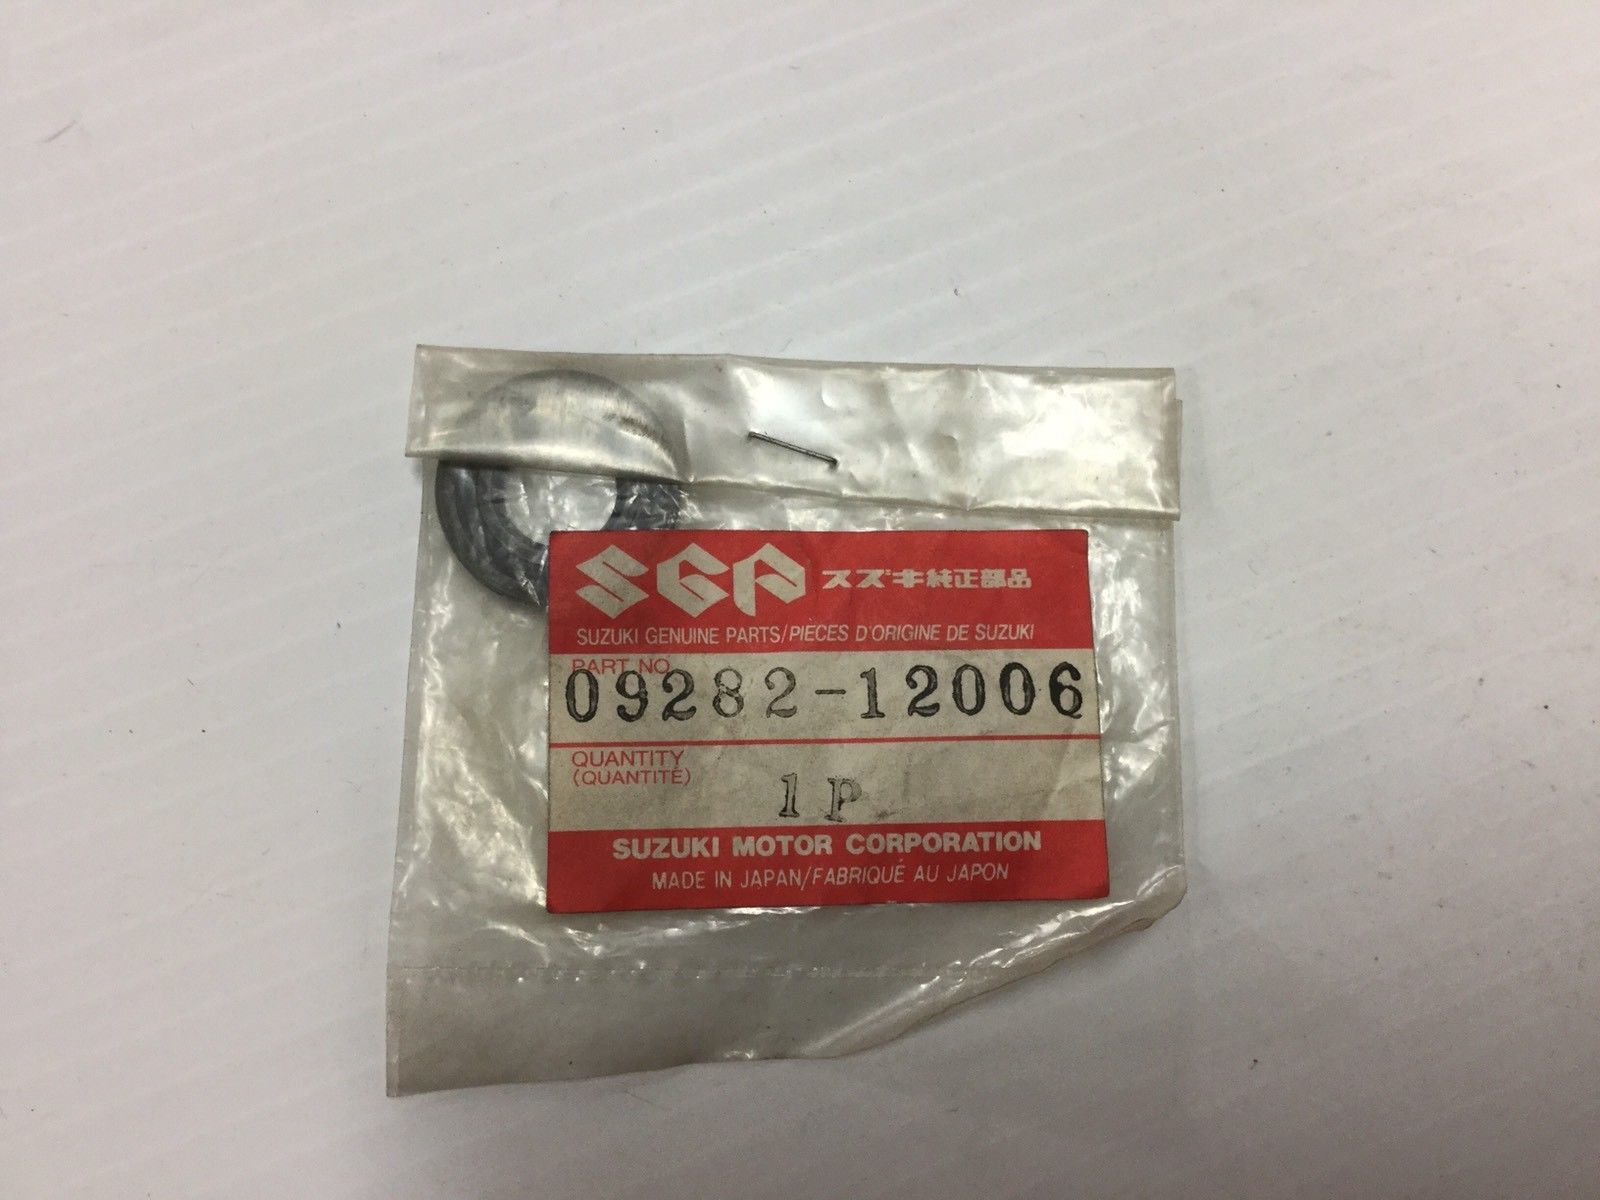 SGP スズキ純正部品
SUZUKI GENUINE PARTS/PIECES D'ORIGINE DE SUZUKI
PART NO.
09282-12006
QUANTITY
(QUANTITÉ)
1P
SUZUKI MOTOR CORPORATION
MADE IN JAPAN/FABRIQUÉ AU JAPON